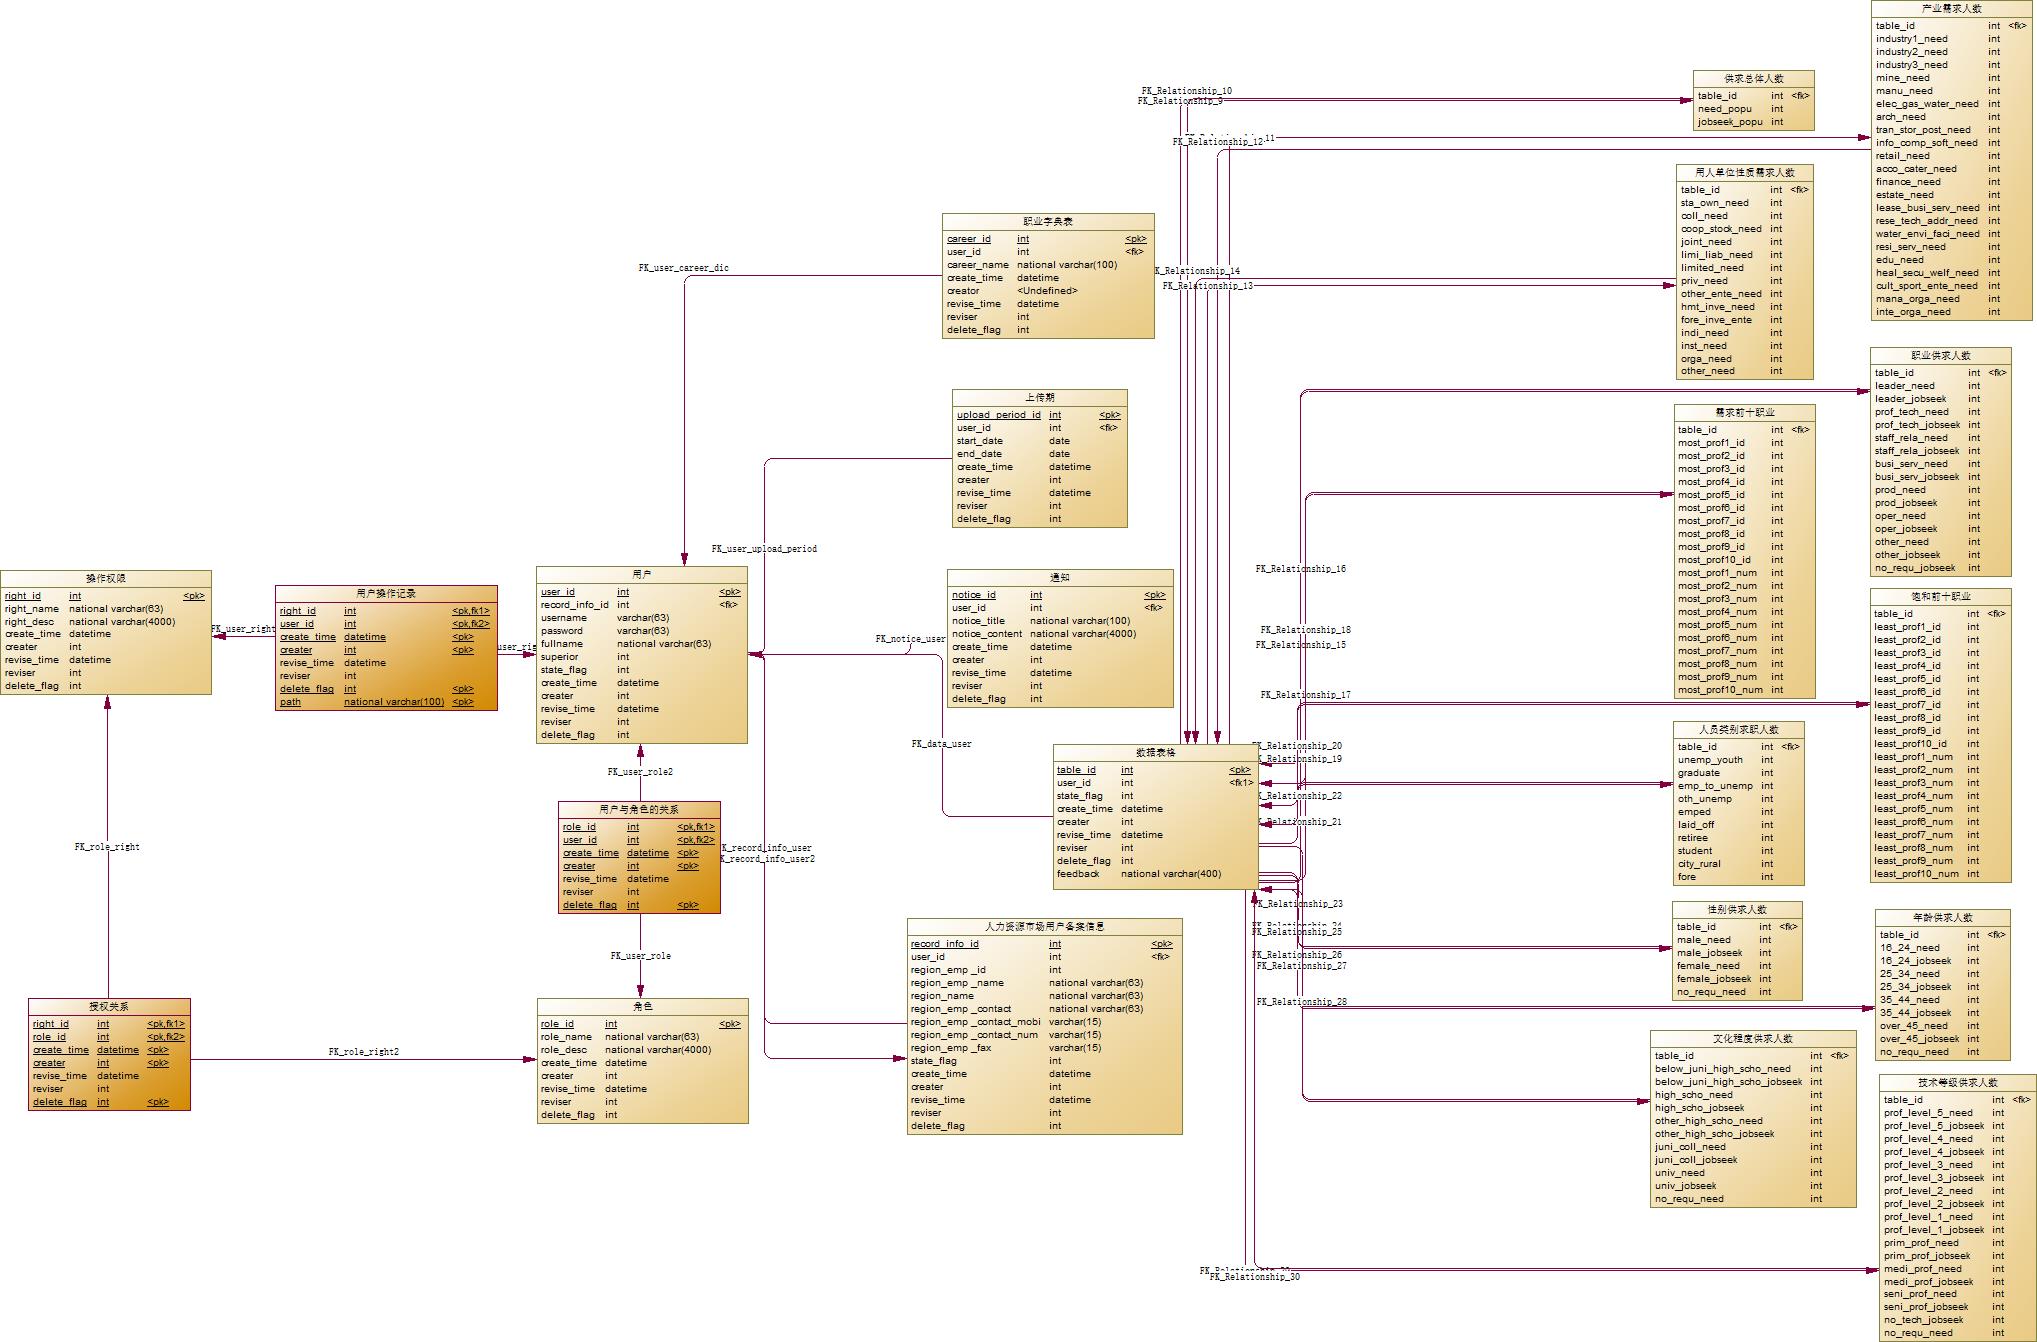 产业需求人数
table_id int <fk>
industry1_need int
industry2_need int
industry3_need int
mine_need int
manu_need int
elec_gas_water_need int
arch_need int
tran_stor_post_need int
info_comp_soft_need int
retail_need int
acco_cater_need int
finance_need int
estate_need int
lease_busi_serv_need int
rese_tech_addr_need int
water_envi_faci_need int
resi_serv_need int
edu_need int
heal_secu_welf_need int
cult_sport_ente_need int
mana_orga_need int
inte_orga_need int
供求总体人数
table_id int <fk>
need_popu int
jobseek_popu int
FK_Relationship_10
FK_Relationship_9
11
FK_Relationship_12
用人单位性质需求人数
table_id int <fk>
sta_own_need int
coll_need int
coop_stock_need int
joint_need int
limi_liab_need int
limited_need int
priv_need int
other_ente_need int
hmt_inve_need int
fore_inve_ente int
indi_need int
inst_need int
orga_need int
other_need int
职业字典表
career_id int <pk>
user_id int <fk>
career_name national varchar(100)
create_time datetime
creator <Undefined>
revise_time datetime
reviser int
delete_flag int
FK_user_career_dic
K_Relationship_14
FK_Relationship_13
职业供求人数
table_id int <fk>
leader_need int
leader_jobseek int
prof_tech_need int
prof_tech_jobseek int
staff_rela_need int
staff_rela_jobseek int
busi_serv_need int
busi_serv_jobseek int
prod_need int
prod_jobseek int
oper_need int
oper_jobseek int
other_need int
other_jobseek int
no_requ_jobseek int
上传期
upload_period_id int <pk>
user_id int <fk>
start_date date
end_date date
create_time datetime
creater int
revise_time datetime
reviser int
delete_flag int
FK_user_upload_period
需求前十职业
table_id int <fk>
most_prof1_id int
most_prof2_id int
most_prof3_id int
most_prof4_id int
most_prof5_id int
most_prof6_id int
most_prof7_id int
most_prof8_id int
most_prof9_id int
most_prof10_id int
most_prof1_num int
most_prof2_num int
most_prof3_num int
most_prof4_num int
most_prof5_num int
most_prof6_num int
most_prof7_num int
most_prof8_num int
most_prof9_num int
most_prof10_num int
FK_Relationship_16
FK_Relationship_18
FK_Relationship_15
FK_Relationship_17
饱和前十职业
table_id int <fk>
least_prof1_id int
least_prof2_id int
least_prof3_id int
least_prof4_id int
least_prof5_id int
least_prof6_id int
least_prof7_id int
least_prof8_id int
least_prof9_id int
least_prof10_id int
least_prof1_num int
least_prof2_num int
least_prof3_num int
least_prof4_num int
least_prof5_num int
least_prof6_num int
least_prof7_num int
least_prof8_num int
least_prof9_num int
least_prof10_num int
操作权限
right_id int <pk>
right_name national varchar(63)
right_desc national varchar(4000)
create_time datetime
creater int
revise_time datetime
reviser int
delete_flag int
FK_user_right
用户操作记录
right_id int <pk,fk1>
user_id int <pk,fk2>
create_time datetime <pk>
creater int <pk>
revise_time datetime
reviser int
delete_flag int <pk>
path national varchar(100) <pk>
用户
user_id int <pk>
record_info_id int <fk>
username varchar(63)
password varchar(63)
fullname national varchar(63)
superior int
state_flag int
create_time datetime
creater int
revise_time datetime
reviser int
delete_flag int
通知
notice_id int <pk>
user_id int <fk>
notice_title national varchar(100)
notice_content national varchar(4000)
create_time datetime
creater int
revise_time datetime
reviser int
delete_flag int
FK_notice_user
FK_data_user
人员类别求职人数
table_id int <fk>
unemp_youth int
graduate int
emp_to_unemp int
oth_unemp int
emped int
laid_off int
retiree int
student int
city_rural int
fore int
数据表格
table_id int <pk>
user_id int <fk1>
state_flag int
create_time datetime
creater int
revise_time datetime
reviser int
delete_flag int
feedback national varchar(400)
K_Relationship_20
K_Relationship_19
K_Relationship_22
K_Relationship_21
K_Relationship_23
K_Relationship_25
FK_Relationship_26
FK_Relationship_27
FK_Relationship_28
FK_Relationship_30
FK_user_role2
用户与角色的关系
role_id int <pk,fk1>
user_id int <pk,fk2>
create_time datetime <pk>
creater int <pk>
revise_time datetime
reviser int
delete_flag int <pk>
K_record_info_user
K_record_info_user2
FK_role_right
FK_user_role
人力资源市场用户备案信息
record_info_id int <pk>
user_id int <fk>
region_emp _id int
region_emp _name national varchar(63)
region_name national varchar(63)
region_emp _contact national varchar(63)
region_emp _contact_mobi varchar(15)
region_emp _contact_num varchar(15)
region_emp _fax varchar(15)
state_flag int
create_time datetime
creater int
revise_time datetime
reviser int
delete_flag int
性别供求人数
table_id int <fk>
male_need int
male_jobseek int
female_need int
female_jobseek int
no_requ_need int
年龄供求人数
table_id int <fk>
16_24_need int
16_24_jobseek int
25_34_need int
25_34_jobseek int
35_44_need int
35_44_jobseek int
over_45_need int
over_45_jobseek int
no_requ_need int
授权关系
right_id int <pk,fk1>
role_id int <pk,fk2>
create_time datetime <pk>
creater int <pk>
revise_time datetime
reviser int
delete_flag int <pk>
FK_role_right2
角色
role_id int <pk>
role_name national varchar(63)
role_desc national varchar(4000)
create_time datetime
creater int
revise_time datetime
reviser int
delete_flag int
文化程度供求人数
table_id int <fk>
below_juni_high_scho_need int
below_juni_high_scho_jobseek int
high_scho_need int
high_scho_jobseek int
other_high_scho_need int
other_high_scho_jobseek int
juni_coll_need int
juni_coll_jobseek int
univ_need int
univ_jobseek int
no_requ_need int
技术等级供求人数
table_id int <fk>
prof_level_5_need int
prof_level_5_jobseek int
prof_level_4_need int
prof_level_4_jobseek int
prof_level_3_need int
prof_level_3_jobseek int
prof_level_2_need int
prof_level_2_jobseek int
prof_level_1_need int
prof_level_1_jobseek int
prim_prof_need int
prim_prof_jobseek int
medi_prof_need int
medi_prof_jobseek int
seni_prof_need int
seni_prof_jobseek int
no_tech_jobseek int
no_requ_need int